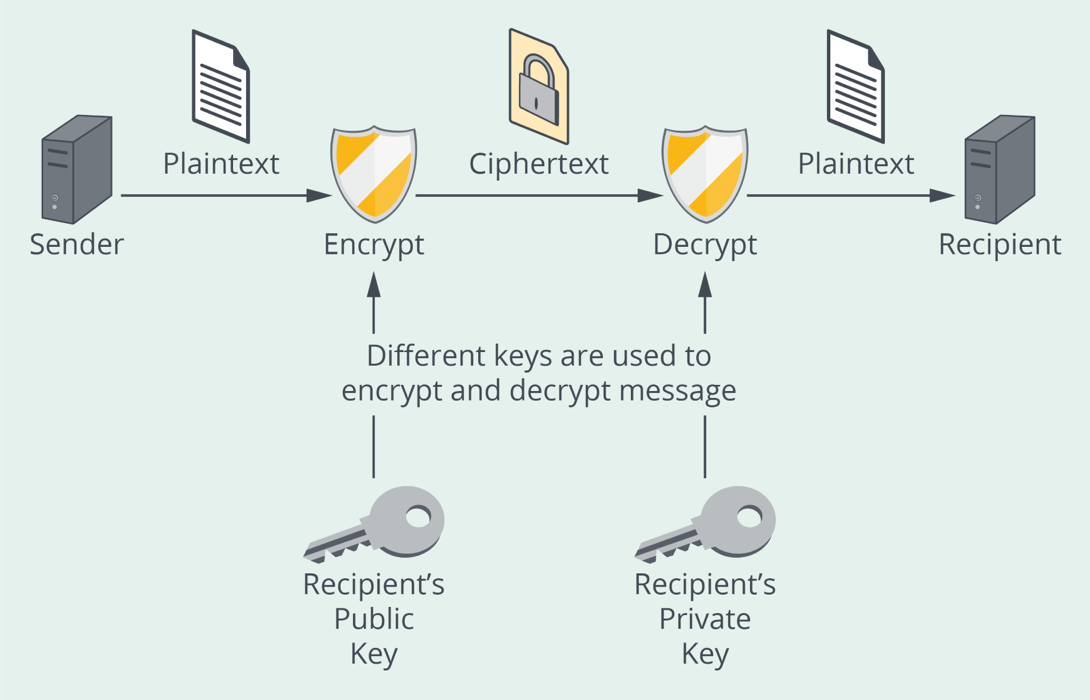 Plaintext
Ciphertext
Plaintext
Sender
Encrypt
Decrypt
Recipient
Different keys are used to
encrypt and decrypt message
Recipient’s
Public
Key
Recipient’s
Private
Key